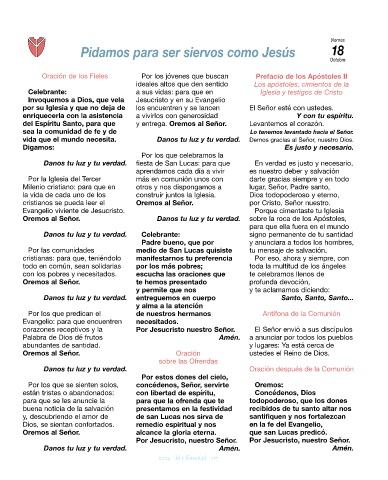 Pidamos para ser siervos como Jesús
Viernes
18
Octubre
Oración de los Fieles
Celebrante:
Invoquemos a Dios, que vela
por su Iglesia y que no deja de
enriquecerla con la asistencia
del Espíritu Santo, para que
sea la comunidad de fe y de
vida que el mundo necesita.
Digamos:
Danos tu luz y tu verdad.
Por la Iglesia del Tercer
Milenio cristiano: para que en
la vida de cada uno de los
cristianos se pueda leer el
Evangelio viviente de Jesucristo.
Oremos al Señor.
Danos tu luz y tu verdad.
Por las comunidades
cristianas: para que, teniéndolo
todo en común, sean solidarias
con los pobres y necesitados.
Oremos al Señor.
Danos tu luz y tu verdad.
Por los que predican el
Evangelio: para que encuentren
corazones receptivos y la
Palabra de Dios dé frutos
abundantes de santidad.
Oremos al Señor.
Danos tu luz y tu verdad.
Por los que se sienten solos,
están tristes o abandonados:
para que se les anuncie la
buena noticia de la salvación
y, descubriendo el amor de
Dios, se sientan confortados.
Oremos al Señor.
Danos tu luz y tu verdad.
Por los jóvenes que buscan
ideales altos que den sentido
a sus vidas: para que en
Jesucristo y en su Evangelio
los encuentren y se lancen
a vivirlos con generosidad
y entrega. Oremos al Señor.
Danos tu luz y tu verdad.
Por los que celebramos la
fiesta de San Lucas: para que
aprendamos cada día a vivir
más en comunión unos con
otros y nos dispongamos a
construir juntos la Iglesia.
Oremos al Señor.
Danos tu luz y tu verdad.
Celebrante:
Padre bueno, que por
medio de San Lucas quisiste
manifestarnos tu preferencia
por los más pobres;
escucha las oraciones que
te hemos presentado
y permite que nos
entreguemos en cuerpo
y alma a la atención
de nuestros hermanos
necesitados.
Por Jesucristo nuestro Señor.
Amén.
Oración
sobre las Ofrendas
Por estos dones del cielo,
concédenos, Señor, servirte
con libertad de espíritu,
para que la ofrenda que te
presentamos en la festividad
de san Lucas nos sirva de
remedio espiritual y nos
alcance la gloria eterna.
Por Jesucristo, nuestro Señor.
Amén.
Prefacio de los Apóstoles II
Los apóstoles, cimientos de la
Iglesia y testigos de Cristo
El Señor esté con ustedes.
Y con tu espíritu.
Levantemos el corazón.
Lo tenemos levantado hacia el Señor.
Demos gracias al Señor, nuestro Dios.
Es justo y necesario.
En verdad es justo y necesario,
es nuestro deber y salvación
darte gracias siempre y en todo
lugar, Señor, Padre santo,
Dios todopoderoso y eterno,
por Cristo, Señor nuestro.
Porque cimentaste tu Iglesia
sobre la roca de los Apóstoles,
para que ella fuera en el mundo
signo permanente de tu santidad
y anunciara a todos los hombres,
tu mensaje de salvación.
Por eso, ahora y siempre, con
toda la multitud de los ángeles
te celebramos llenos de
profunda devoción,
y te aclamamos diciendo:
Santo, Santo, Santo...
Antífona de la Comunión
El Señor envió a sus discípulos
a anunciar por todos los pueblos
y lugares: Ya está cerca de
ustedes el Reino de Dios.
Oración después de la Comunión
Oremos:
Concédenos, Dios
todopoderoso, que los dones
recibidos de tu santo altar nos
santifiquen y nos fortalezcan
en la fe del Evangelio,
que san Lucas predicó.
Por Jesucristo, nuestro Señor.
Amén.